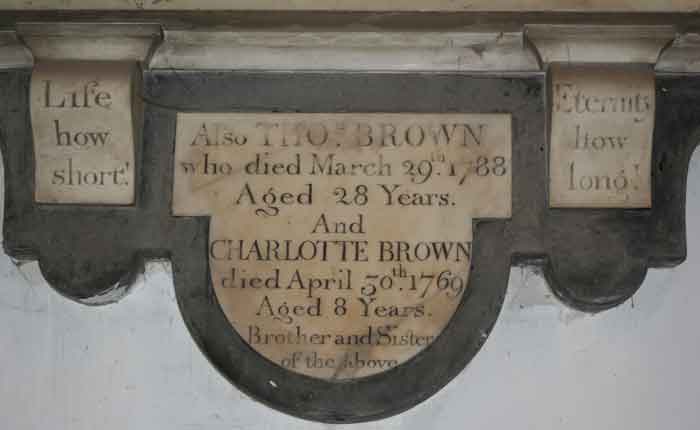 Life
how
short!
Also THOs. BROWN
who died March 29th. 1788
Aged 28 Years.
And
CHARLOTTE BROWN
died April 30th. 1769
Aged 8 Years.
Brother and Sister
of the Above
Eternity
how
long!